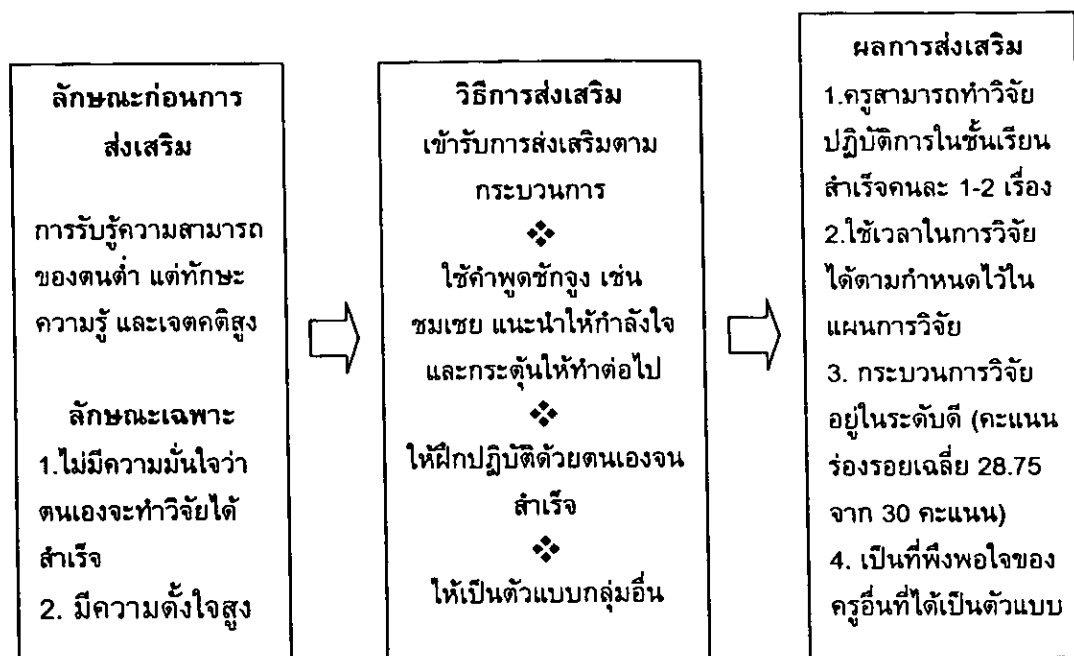 ลักษณะก่อนการ
ส่งเสริม
การรับรู้ความสามารถ
ของตนต่ำ แต่ทักษะ
ความรู้ และเจตคติสูง
ลักษณะเฉพาะ
1.ไม่มีความมั่นใจว่า
ตนเองจะทำวิจัยได้
สำเร็จ
2. มีความตั้งใจสูง
วิธีการส่งเสริม
เข้ารับการส่งเสริมตาม
กระบวนการ
❖
ใช้คำพูดชักจูง เช่น
ชมเชย แนะนำให้กำลังใจ
และกระตุ้นให้ทำต่อไป
❖
ให้ฝึกปฏิบัติด้วยตนเองจน
สำเร็จ
❖
ให้เป็นตัวแบบกลุ่มอื่น
ผลการส่งเสริม
1.ครูสามารถทำวิจัย
ปฏิบัติการในชั้นเรียน
สำเร็จคนละ 1-2 เรื่อง
2.ใช้เวลาในการวิจัย
ได้ตามกำหนดไว้ใน
แผนการวิจัย
3. กระบวนการวิจัย
อยู่ในระดับดี (คะแนน
ร่องรอยเฉลี่ย 28.75
จาก 30 คะแนน)
4. เป็นที่พึงพอใจของ
ครูอื่นที่ได้เป็นตัวแบบ